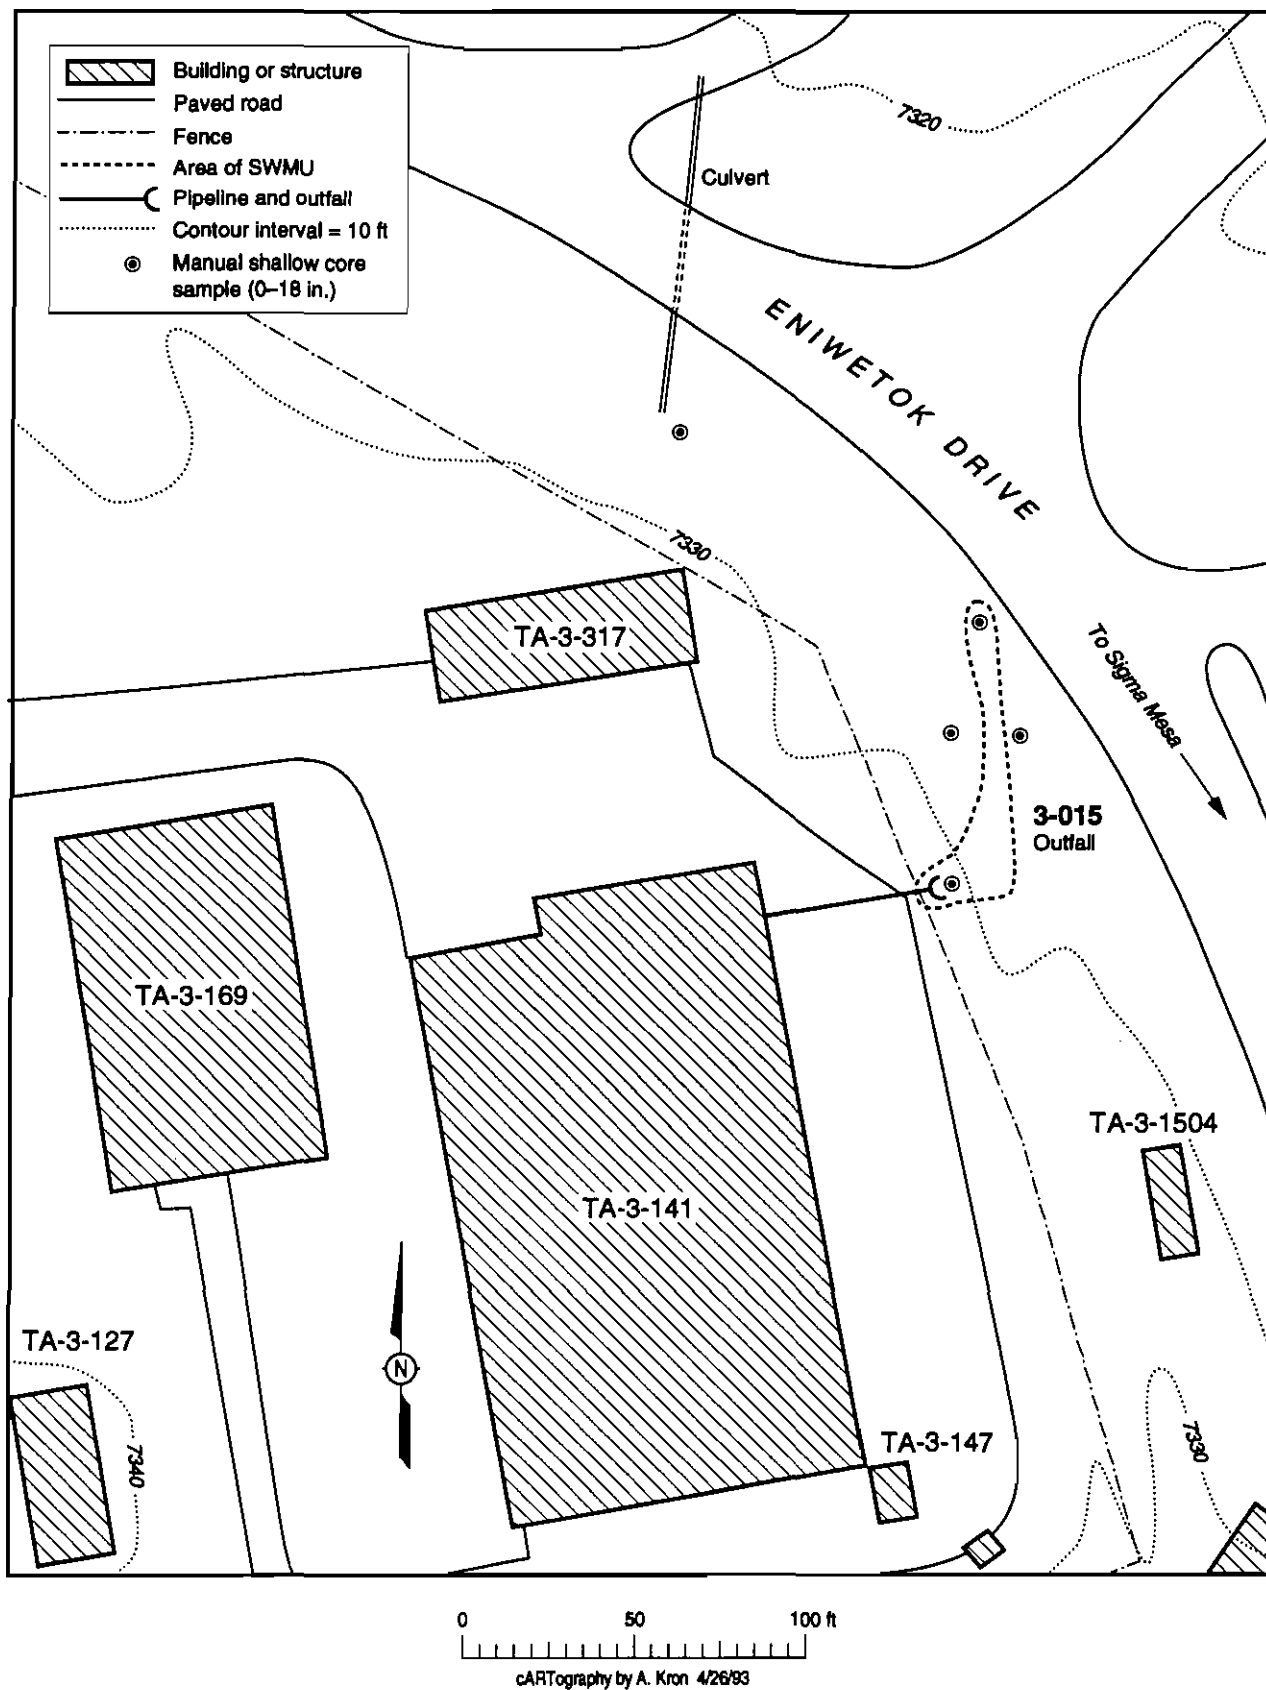 Building or structure
Paved road
Fence
Area of SWMU
Pipeline and outfall
Contour interval = 10 ft
Manual shallow core
sample (0–18 in.)
7320
Culvert
ENIWETOK DRIVE
7330
TA-3-317
To Sigma Mesa
3-015
Outfall
TA-3-169
TA-3-1504
TA-3-141
TA-3-127
N
7340
TA-3-147
7330
0 50 100 ft
cARTography by A. Kron 4/26/93